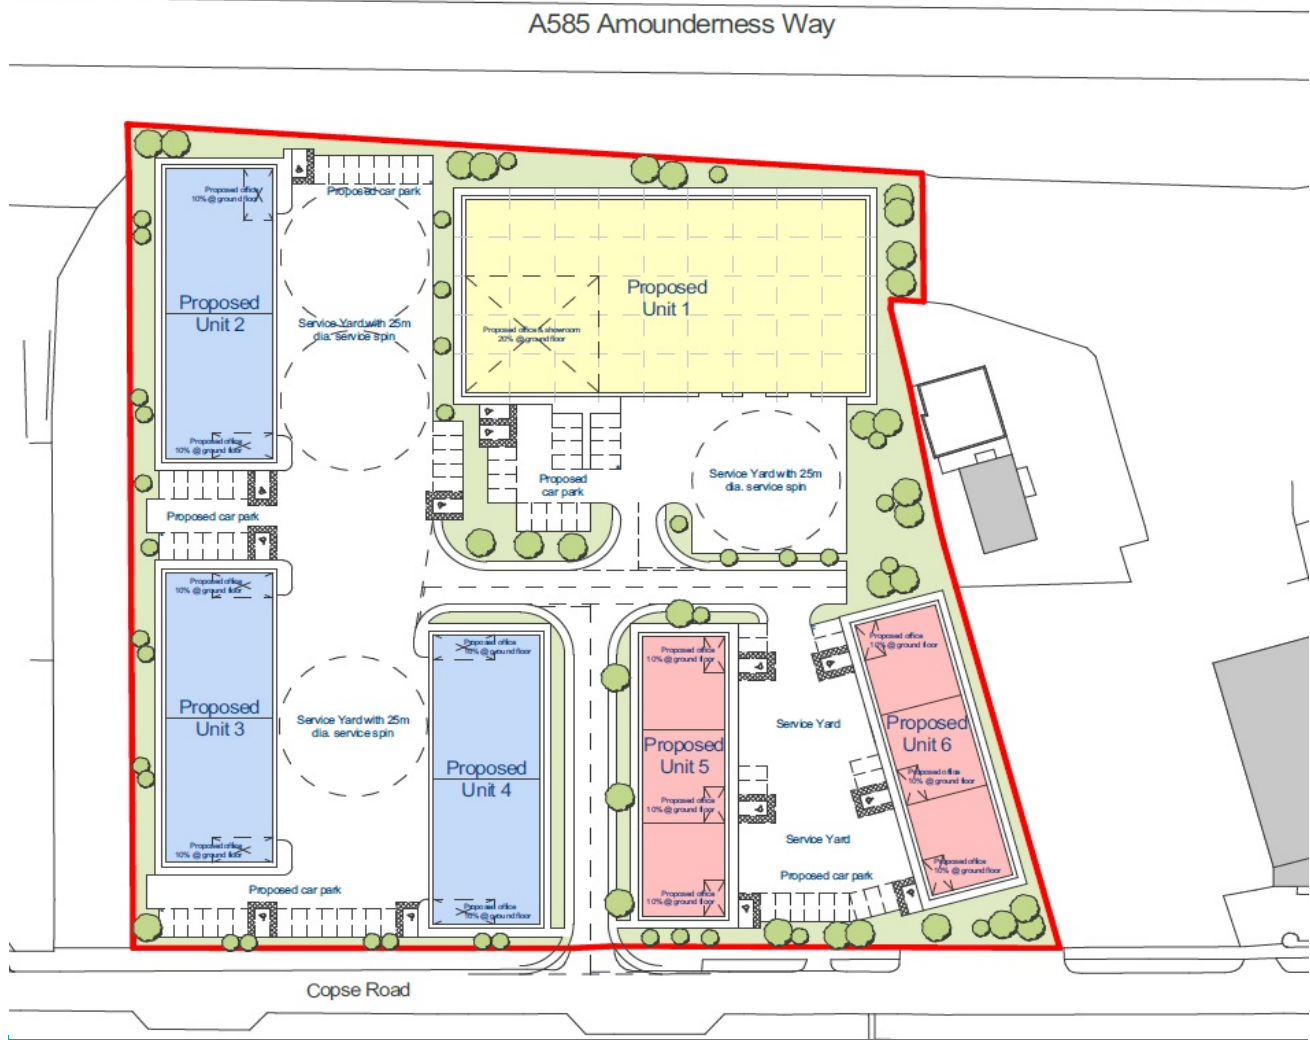 A585 Amounderness Way
Proposed office
10% @ ground floor
Proposed car park
Proposed
Unit 2
Service Yard with 25m
dia. service spin
Proposed
Unit 1
Proposed office & showroom
20% @ ground floor
Proposed office
10% @ ground floor
Proposed
car park
Service Yard with 25m
dia. service spin
Proposed car park
Proposed office
10% @ ground floor
Proposed office
10% @ ground floor
Proposed office
10% @ ground floor
Proposed office
10% @ ground floor
Proposed
Unit 3
Service Yard with 25m
dia. service spin
Proposed
Unit 4
Proposed
Unit 5
Service Yard
Proposed
Unit 6
Proposed office
10% @ ground floor
Proposed office
10% @ ground floor
Service Yard
Proposed office
10% @ ground floor
Proposed car park
Proposed office
10% @ ground floor
Proposed car park
Proposed office
10% @ ground floor
Proposed office
10% @ ground floor
Copse Road